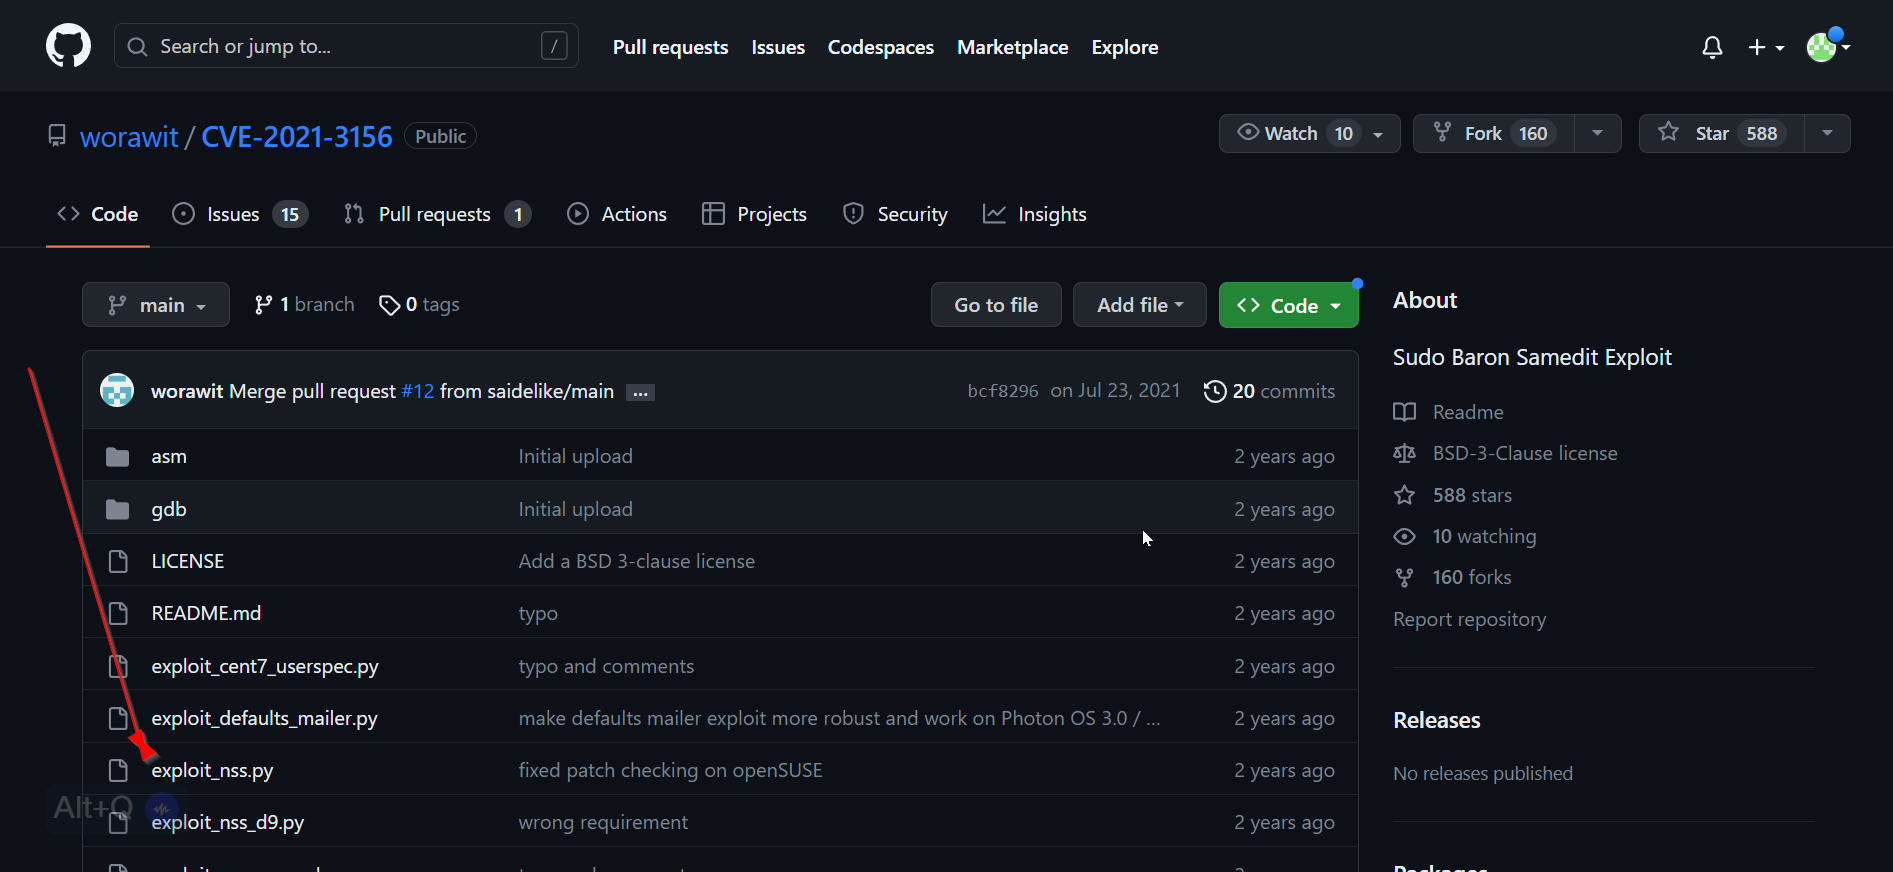 Search or jump to... / Pull requests Issues Codespaces Marketplace Explore
worawit / CVE-2021-3156 Public Watch 10 Fork 160 Star 588
Code Issues 15 Pull requests 1 Actions Projects Security Insights
main 1 branch 0 tags Go to file Add file Code
About
Sudo Baron Samedit Exploit
worawit Merge pull request #12 from saidelike/main ... bcf8296 on Jul 23, 2021 20 commits
Readme
asm Initial upload 2 years ago
BSD-3-Clause license
588 stars
gdb Initial upload 2 years ago
10 watching
LICENSE Add a BSD 3-clause license 2 years ago
160 forks
README.md typo 2 years ago
Report repository
exploit_cent7_userspec.py typo and comments 2 years ago
exploit_defaults_mailer.py make defaults mailer exploit more robust and work on Photon OS 3.0 / ... 2 years ago
Releases
exploit_nss.py fixed patch checking on openSUSE 2 years ago
No releases published
Alt+Q
exploit_nss_d9.py wrong requirement 2 years ago